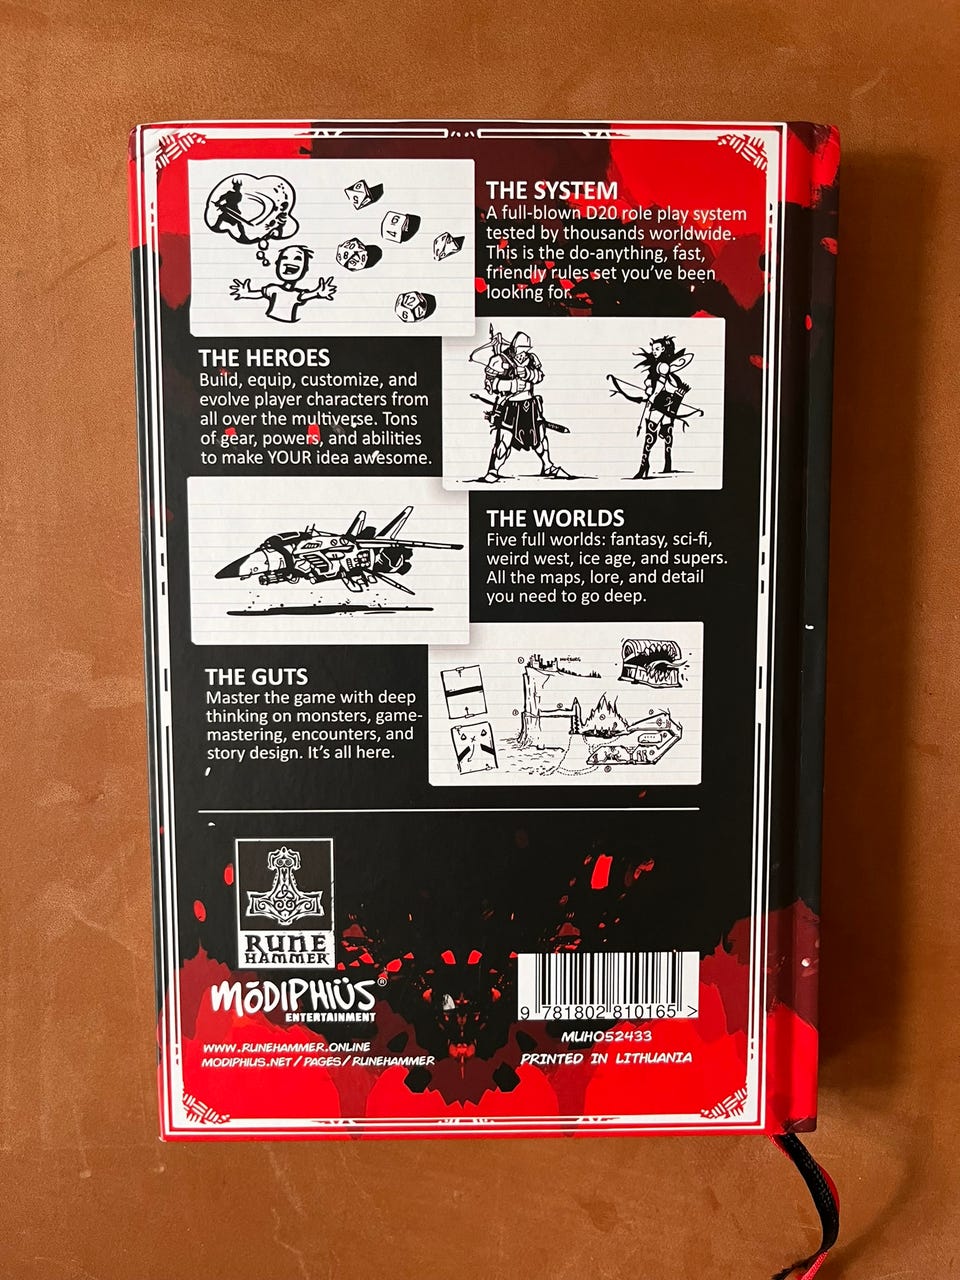 THE SYSTEM
A full-blown D20 role play system
tested by thousands worldwide.
This is the do-anything, fast,
friendly rules set you've been
looking for.
THE HEROES
Build, equip, customize, and
evolve player characters from
all over the multiverse. Tons
of gear, powers, and abilities
to make YOUR idea awesome.
THE WORLDS
Five full worlds: fantasy, sci-fi,
weird west, ice age, and supers.
All the maps, lore, and detail
you need to go deep.
THE GUTS
Master the game with deep
thinking on monsters, game-
mastering, encounters, and
story design. It's all here.
RUNE
HAMMER
MŌDIPHIÜS®
ENTERTAINMENT
WWW.RUNEHAMMER.ONLINE
MODIPHIUS.NET/PAGES/RUNEHAMMER
9 781802 810165 >
MUH052433
PRINTED IN LITHUANIA